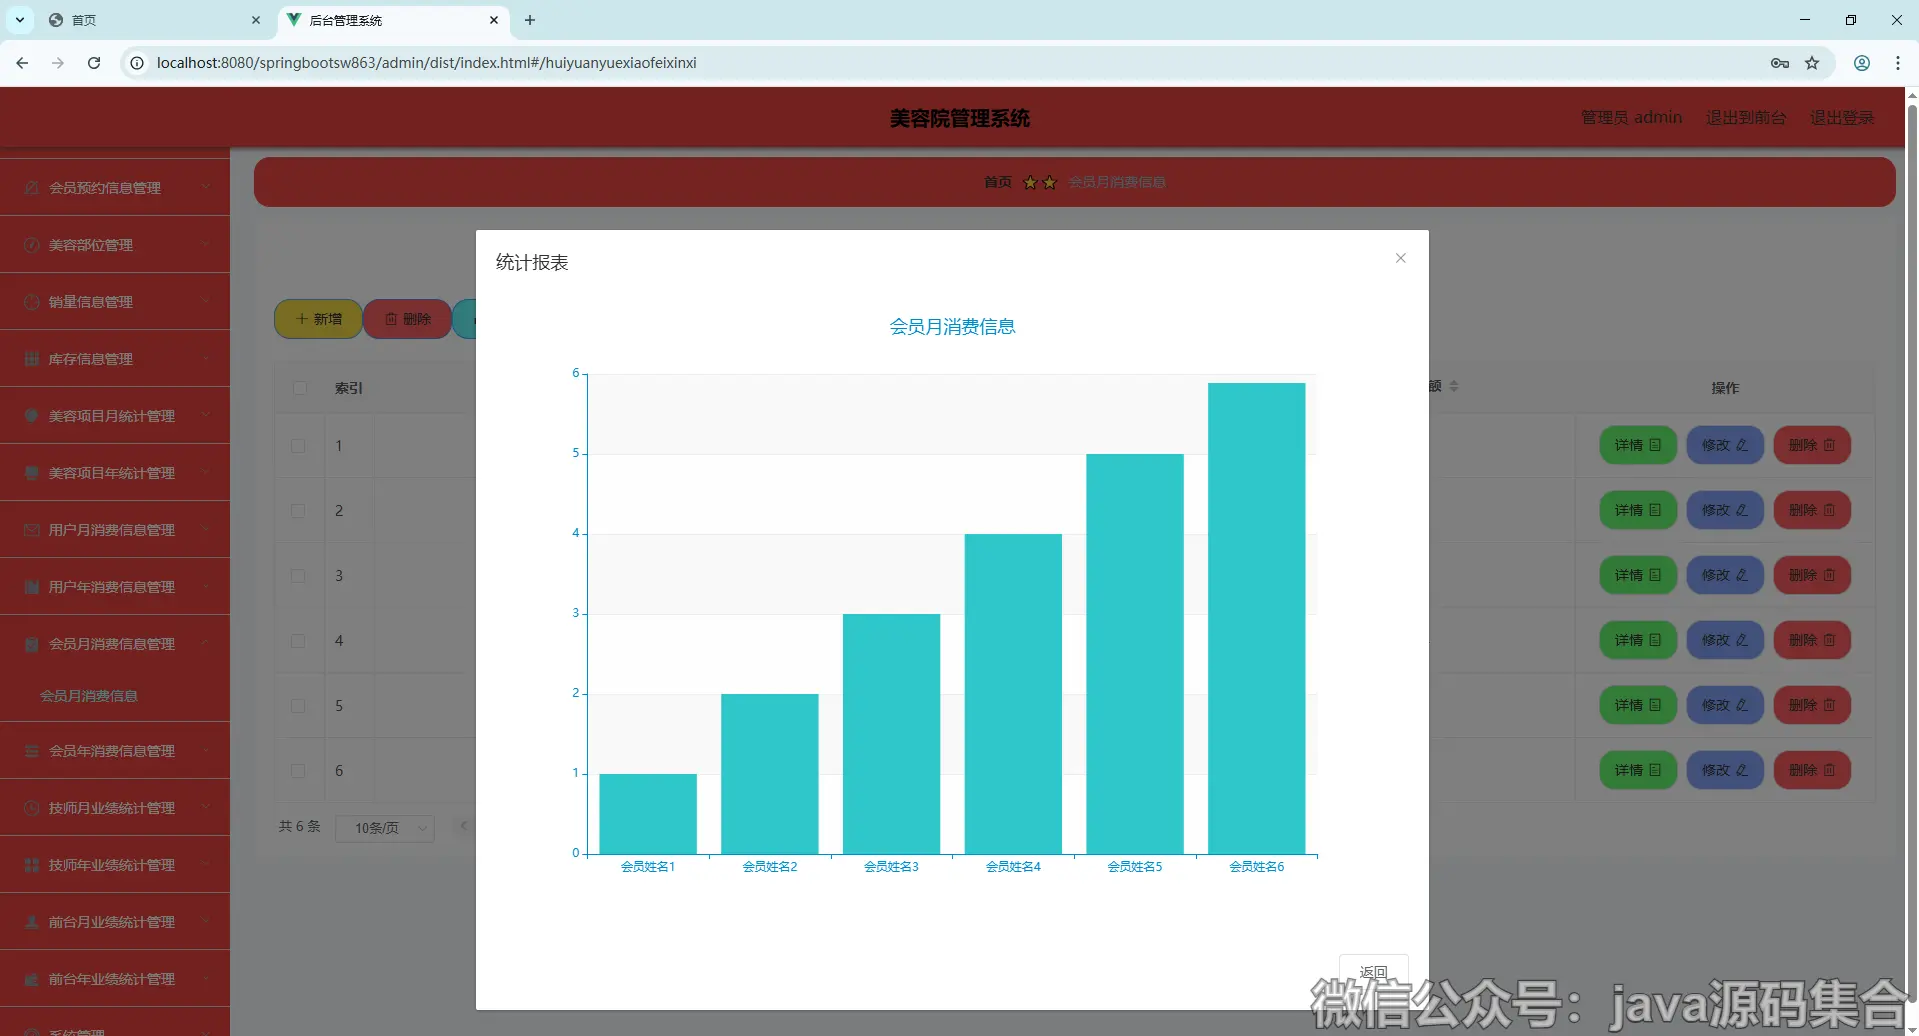 首页
后台管理系统
localhost:8080/springbootsw863/admin/dist/index.html#/huiyuanyuexiaofeixinxi
美容院管理系统
管理员 admin
退出到前台
退出登录
首页
会员月消费信息
会员预约信息管理
美容部位管理
销量信息管理
库存信息管理
美容项目月统计管理
美容项目年统计管理
用户月消费信息管理
用户年消费信息管理
会员月消费信息管理
会员月消费信息
会员年消费信息管理
技师月业绩统计管理
技师年业绩统计管理
前台月业绩统计管理
前台年业绩统计管理
系统管理
新增
删除
索引
额
操作
1
详情 修改 删除
2
详情 修改 删除
3
详情 修改 删除
4
详情 修改 删除
5
详情 修改 删除
6
详情 修改 删除
共 6 条
10条/页
统计报表
会员月消费信息
6
5
4
3
2
1
0
会员姓名1 会员姓名2 会员姓名3 会员姓名4 会员姓名5 会员姓名6
返回
微信公众号：java源码集合